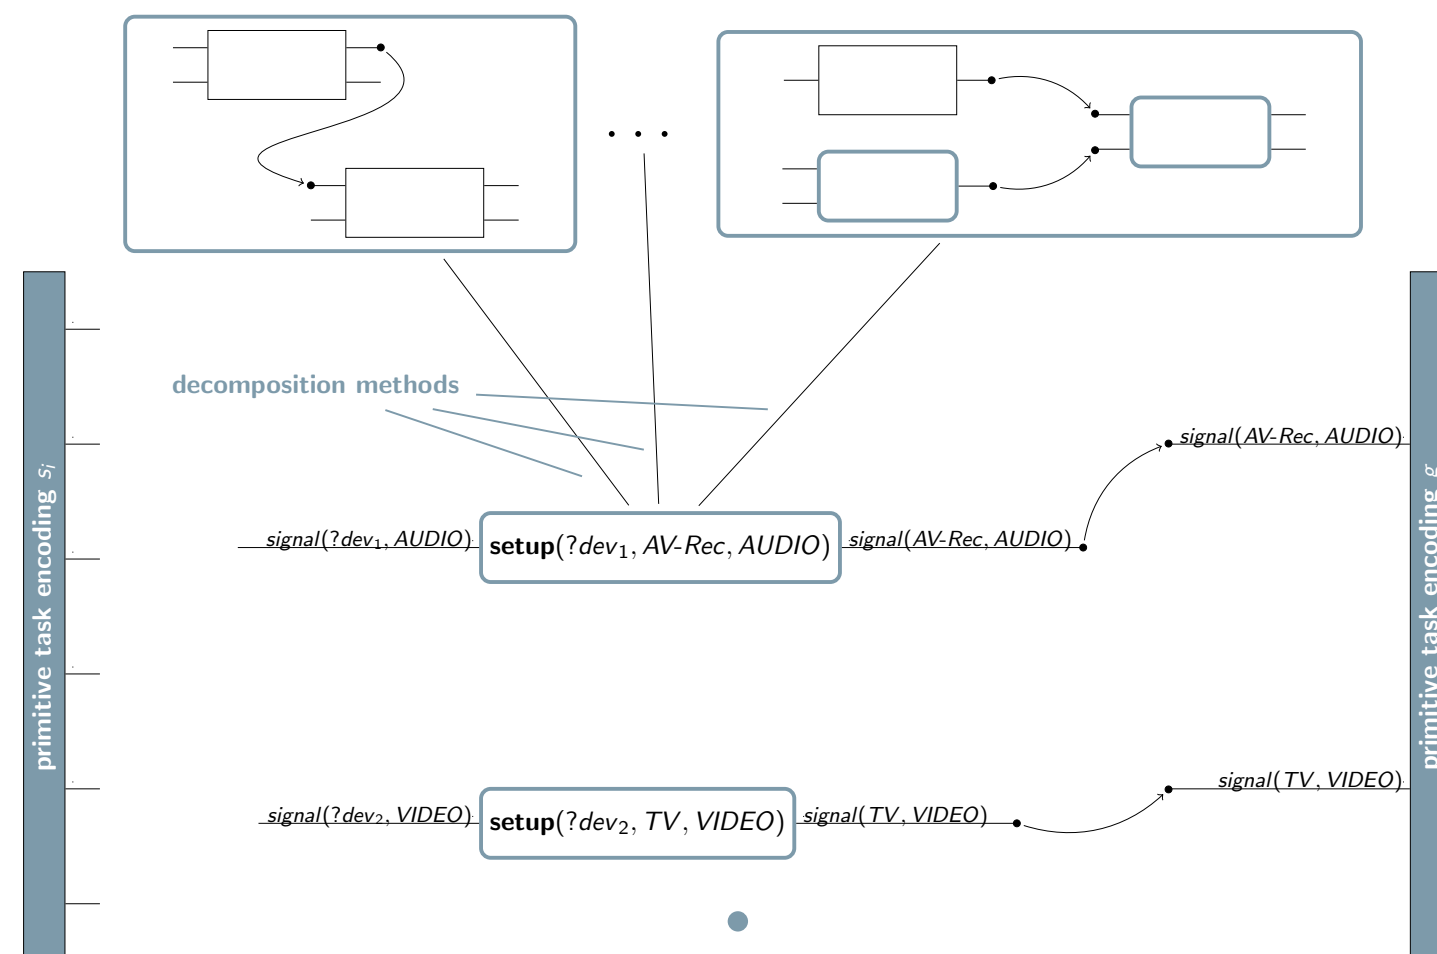 decomposition methods
signal(AV-Rec, AUDIO)
signal(?dev₁, AUDIO)
setup(?dev₁, AV-Rec, AUDIO)
signal(AV-Rec, AUDIO)
primitive task encoding sᵢ
primitive task encoding g
signal(TV, VIDEO)
signal(?dev₂, VIDEO)
setup(?dev₂, TV, VIDEO)
signal(TV, VIDEO)